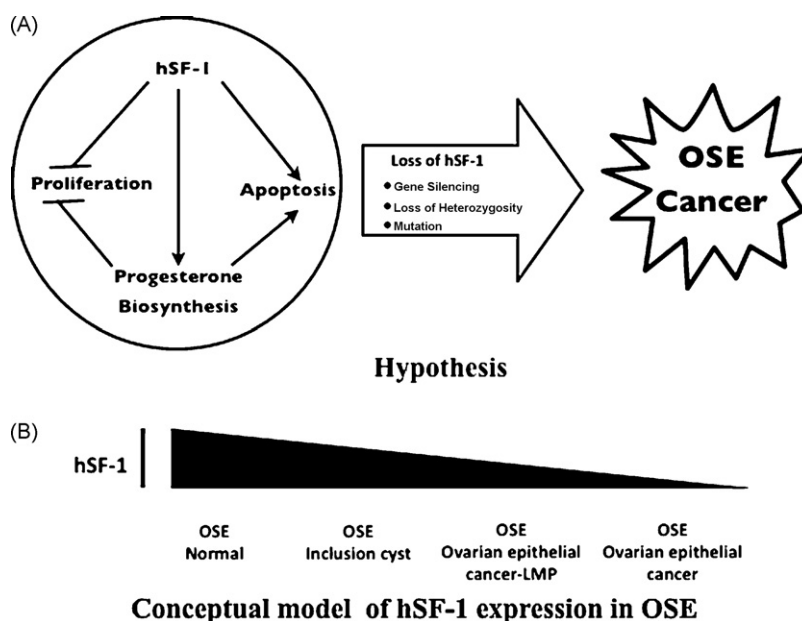 (A)
hSF-1
Proliferation
Apoptosis
Progesterone
Biosynthesis
Loss of hSF-1
● Gene Silencing
● Loss of Heterozygosity
● Mutation
OSE
Cancer
Hypothesis
(B)
hSF-1
OSE
Normal
OSE
Inclusion cyst
OSE
Ovarian epithelial
cancer-LMP
OSE
Ovarian epithelial
cancer
Conceptual model of hSF-1 expression in OSE